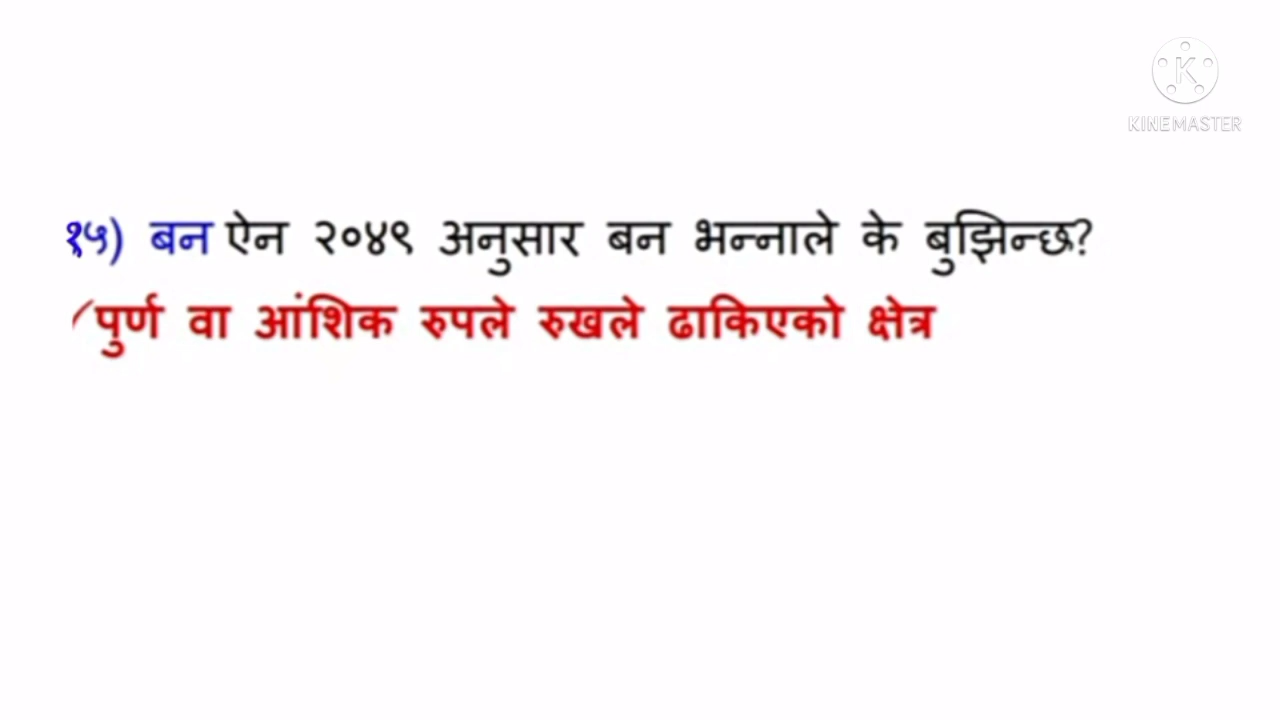 KINEMASTER
१५) बन ऐन २०४९ अनुसार बन भन्नाले के बुझिन्छ?
पुर्ण वा आंशिक रुपले रुखले ढाकिएको क्षेत्र